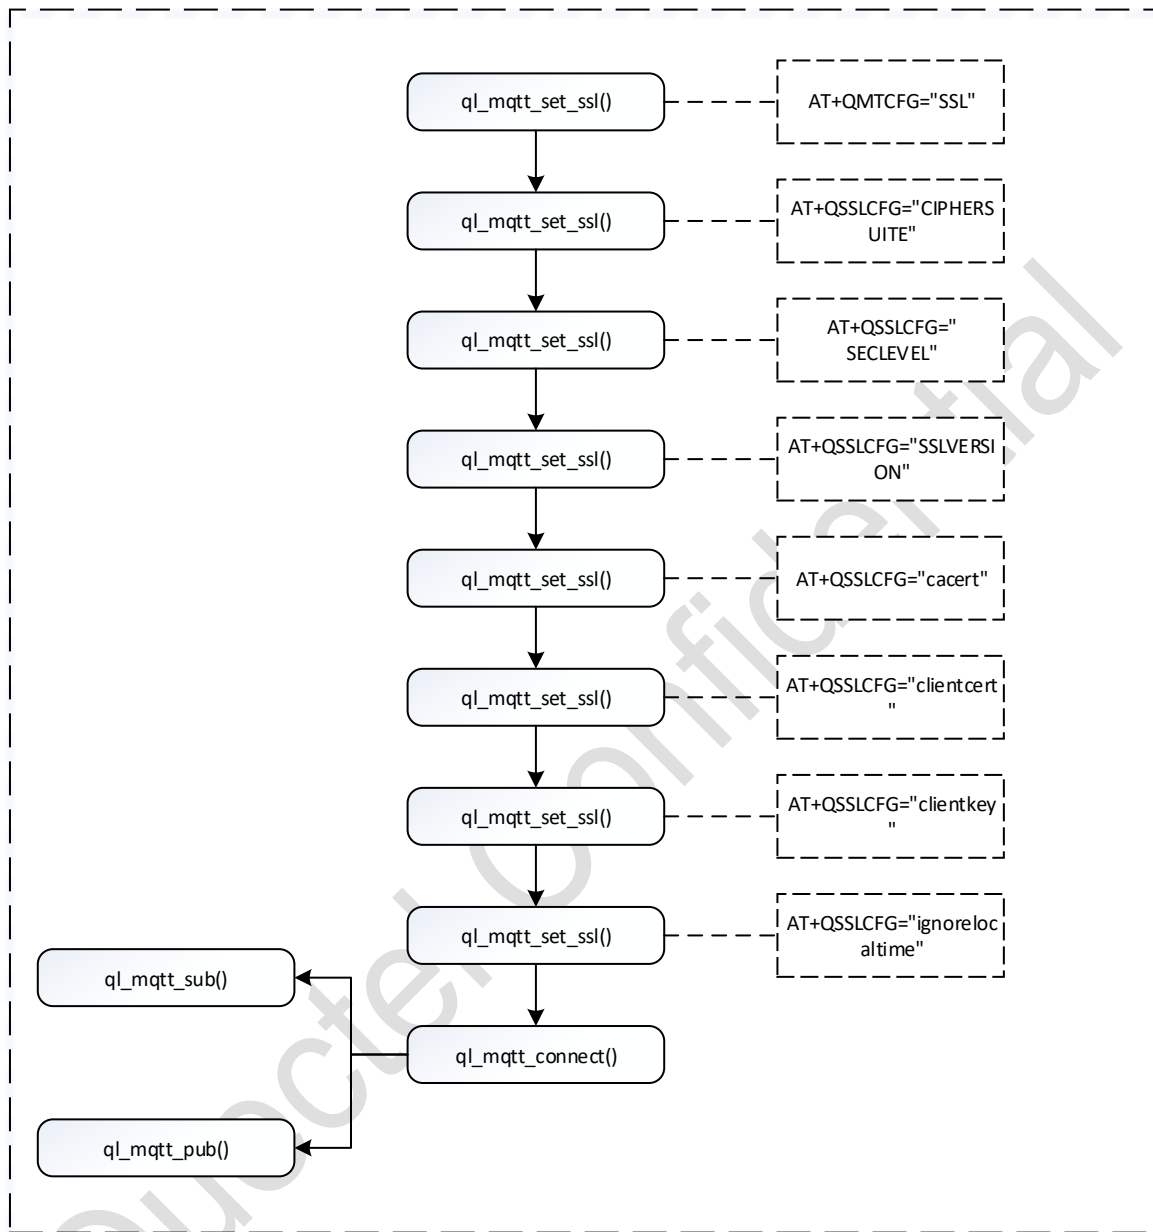 ql_mqtt_set_ssl()
AT+QMTCFG="SSL"
ql_mqtt_set_ssl()
AT+QSSLCFG="CIPHERS
UITE"
ql_mqtt_set_ssl()
AT+QSSLCFG="
SECLEVEL"
ql_mqtt_set_ssl()
AT+QSSLCFG="SSLVERSI
ON"
ql_mqtt_set_ssl()
AT+QSSLCFG="cacert"
ql_mqtt_set_ssl()
AT+QSSLCFG="clientcert
"
ql_mqtt_set_ssl()
AT+QSSLCFG="clientkey
"
ql_mqtt_set_ssl()
AT+QSSLCFG="ignoreloc
altime"
ql_mqtt_sub()
ql_mqtt_connect()
ql_mqtt_pub()
Quectel Confidential